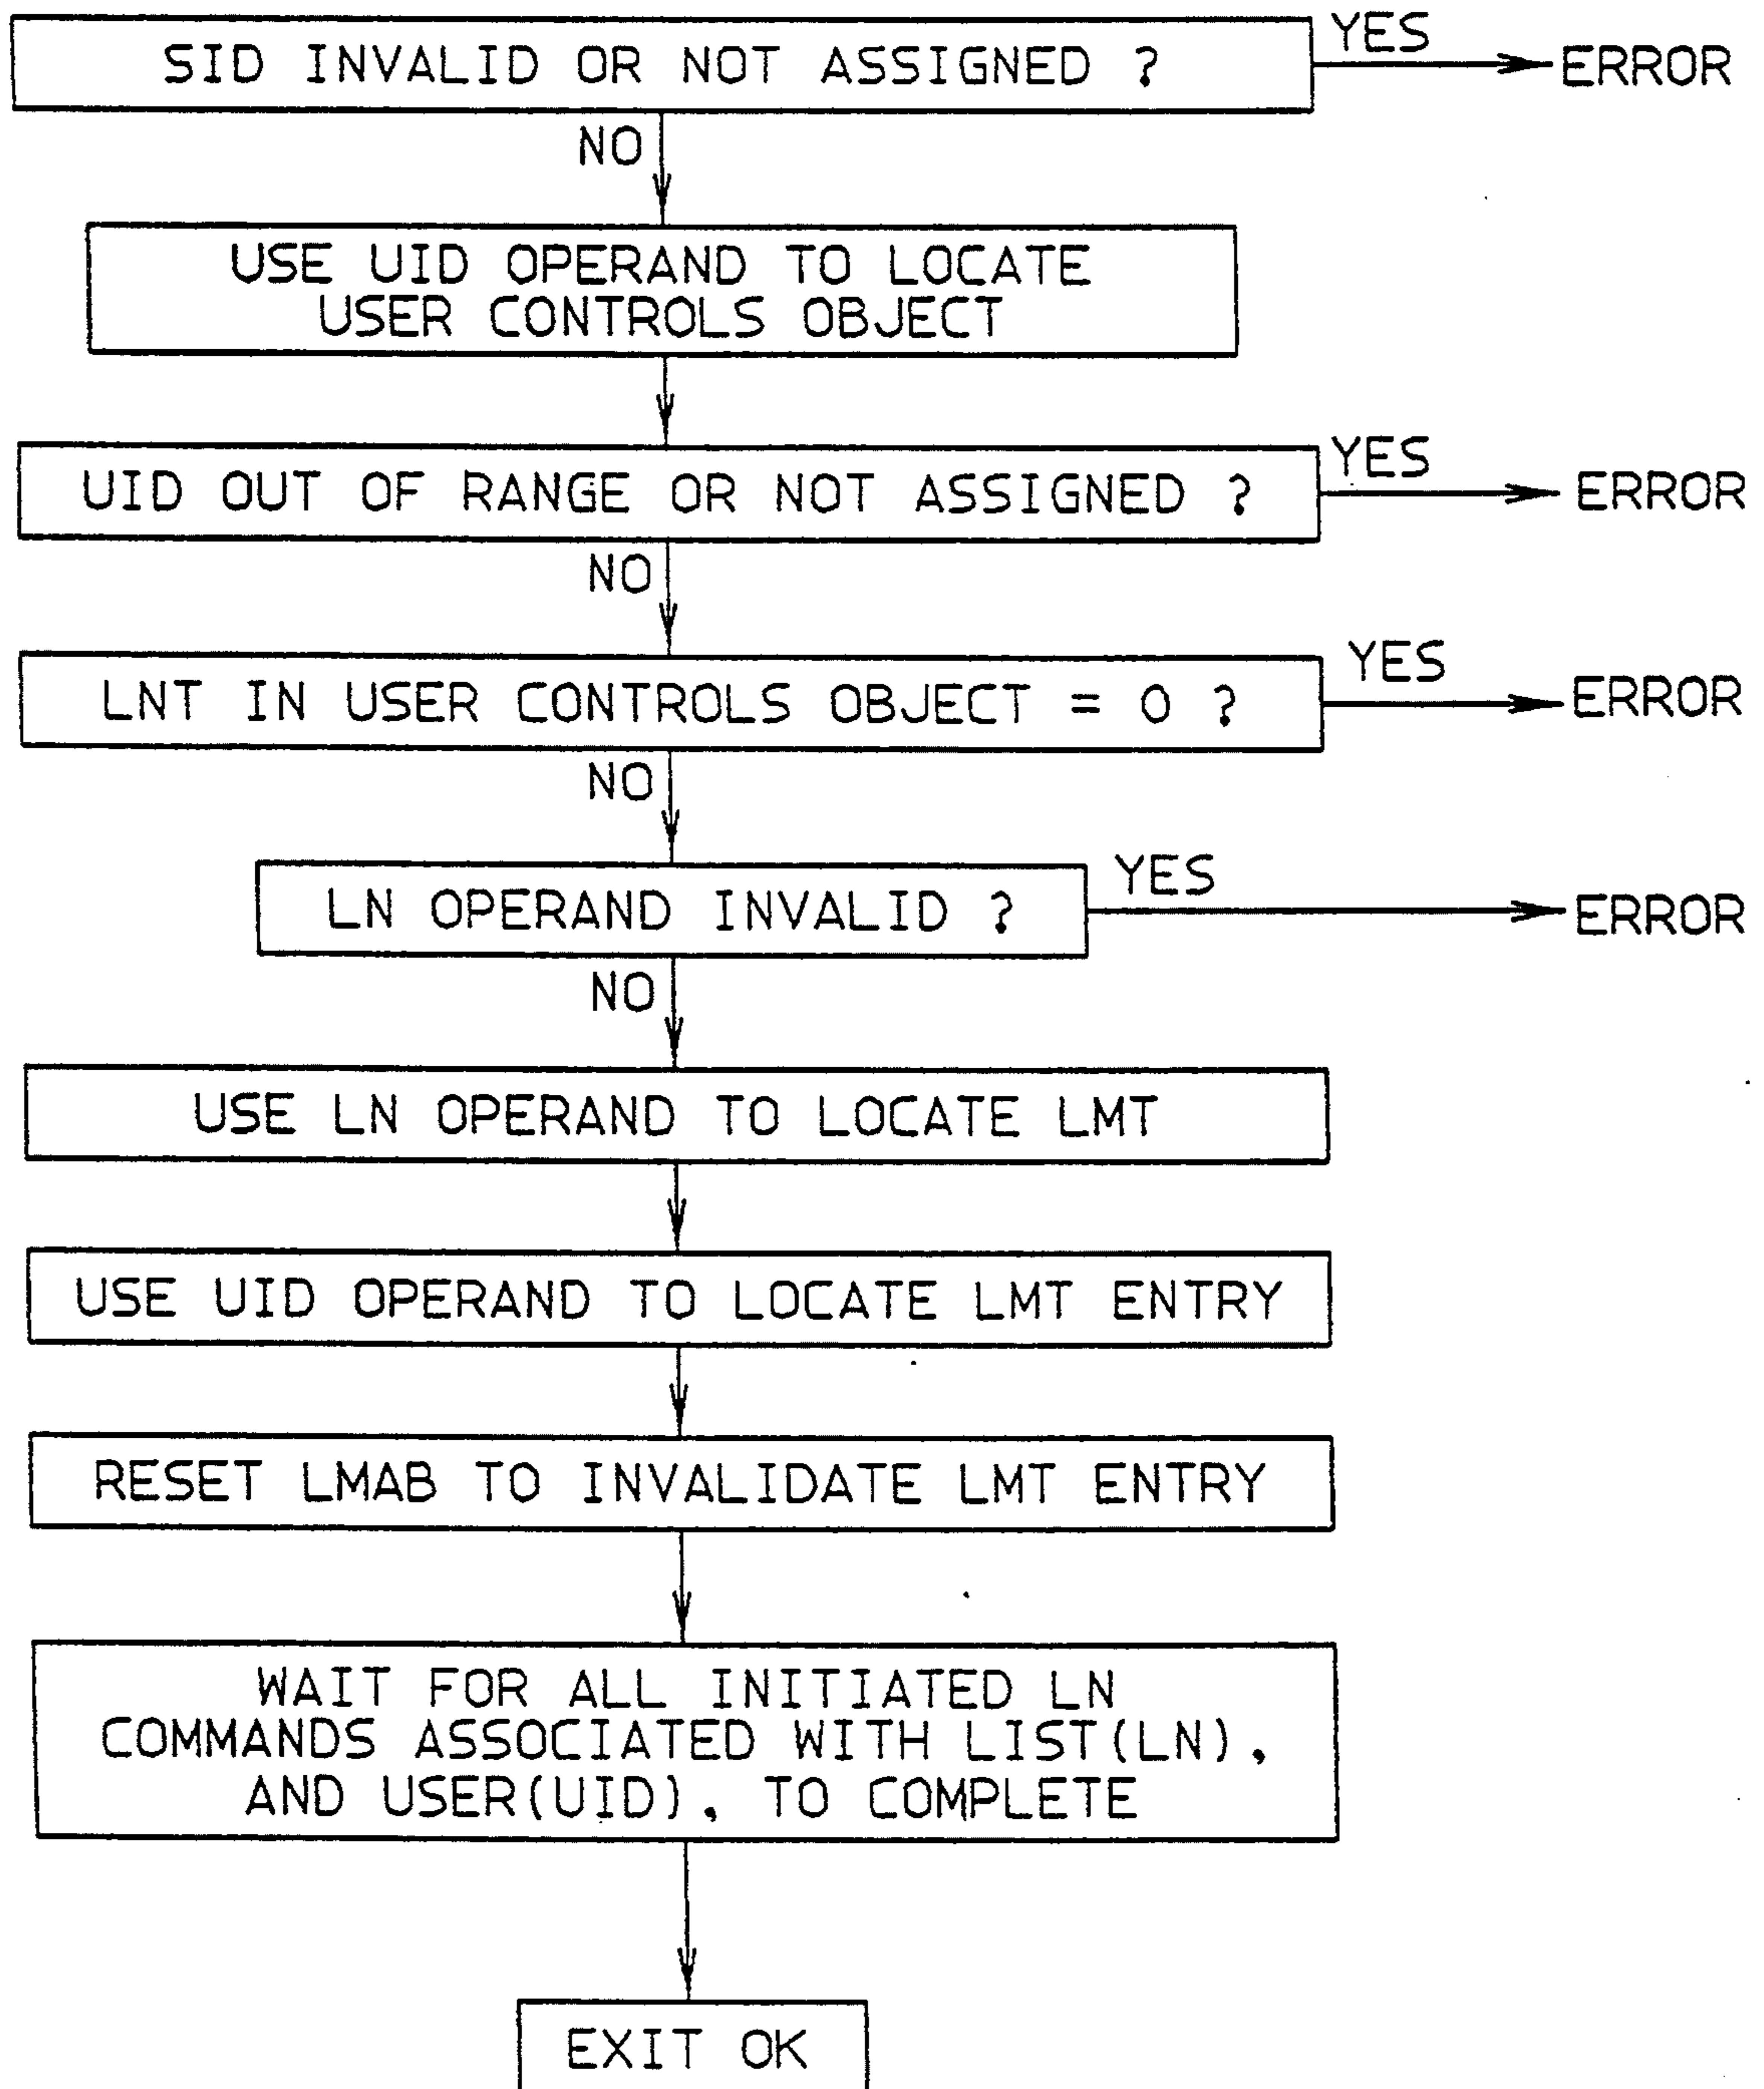 SID INVALID OR NOT ASSIGNED ?
YES
ERROR
NO
USE UID OPERAND TO LOCATE
USER CONTROLS OBJECT
UID OUT OF RANGE OR NOT ASSIGNED ?
YES
ERROR
NO
LNT IN USER CONTROLS OBJECT = 0 ?
YES
ERROR
NO
LN OPERAND INVALID ?
YES
ERROR
NO
USE LN OPERAND TO LOCATE LMT
USE UID OPERAND TO LOCATE LMT ENTRY
RESET LMAB TO INVALIDATE LMT ENTRY
WAIT FOR ALL INITIATED LN
COMMANDS ASSOCIATED WITH LIST(LN),
AND USER(UID), TO COMPLETE
EXIT OK